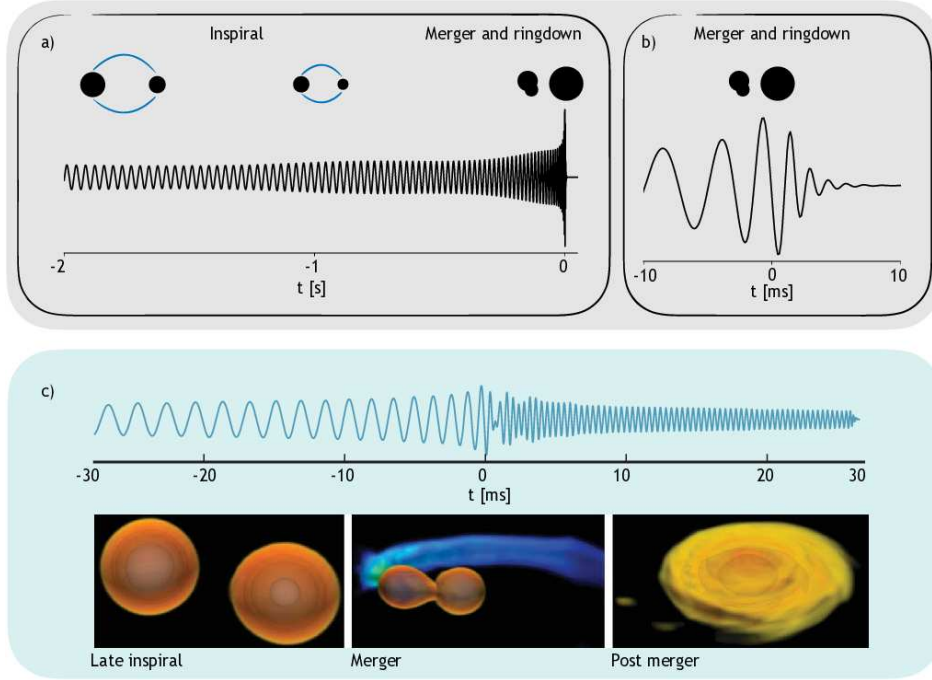 a)
Inspiral
Merger and ringdown
-2
-1
0
t [s]
b)
Merger and ringdown
-10
0
10
t [ms]
c)
-30
-20
-10
0
10
20
30
t [ms]
Late inspiral
Merger
Post merger